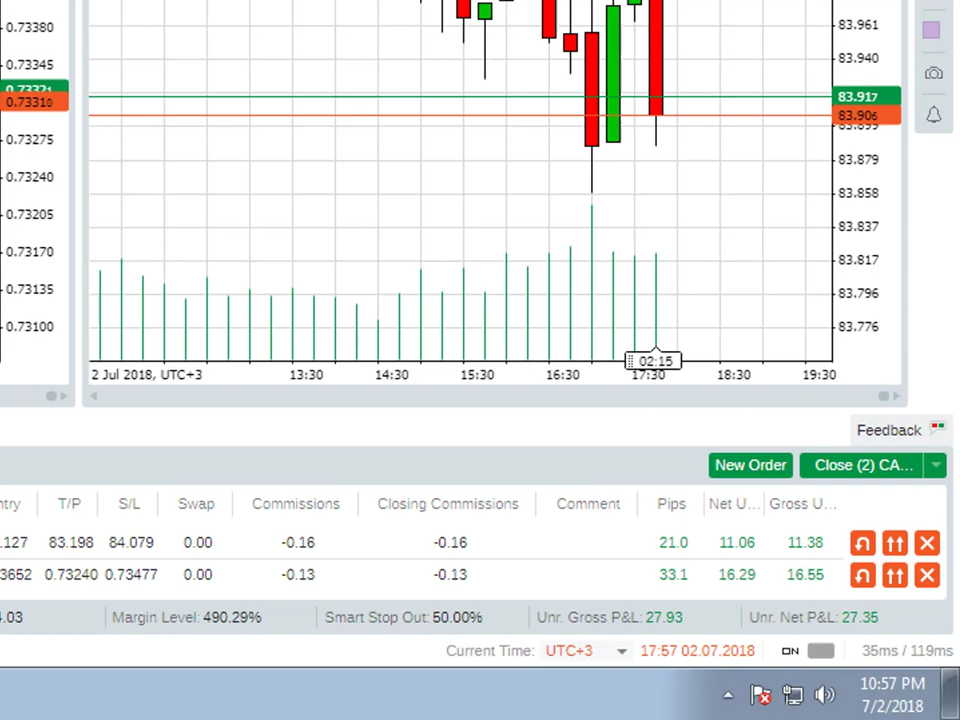 0.73380
0.73345
0.73321
0.73310
0.73275
0.73240
0.73205
0.73170
0.73135
0.73100
83.961
83.940
83.917
83.906
83.899
83.879
83.858
83.837
83.817
83.796
83.776
02:15
2 Jul 2018, UTC+3 13:30 14:30 15:30 16:30 17:30 18:30 19:30
Feedback
New Order Close (2) CA...
ntry T/P S/L Swap Commissions Closing Commissions Comment Pips Net U... Gross U...
.127 83.198 84.079 0.00 -0.16 -0.16 21.0 11.06 11.38
3652 0.73240 0.73477 0.00 -0.13 -0.13 33.1 16.29 16.55
.03 Margin Level: 490.29% Smart Stop Out: 50.00% Unr. Gross P&L: 27.93 Unr. Net P&L: 27.35
Current Time: UTC+3 17:57 02.07.2018 ON 35ms / 119ms
10:57 PM
7/2/2018